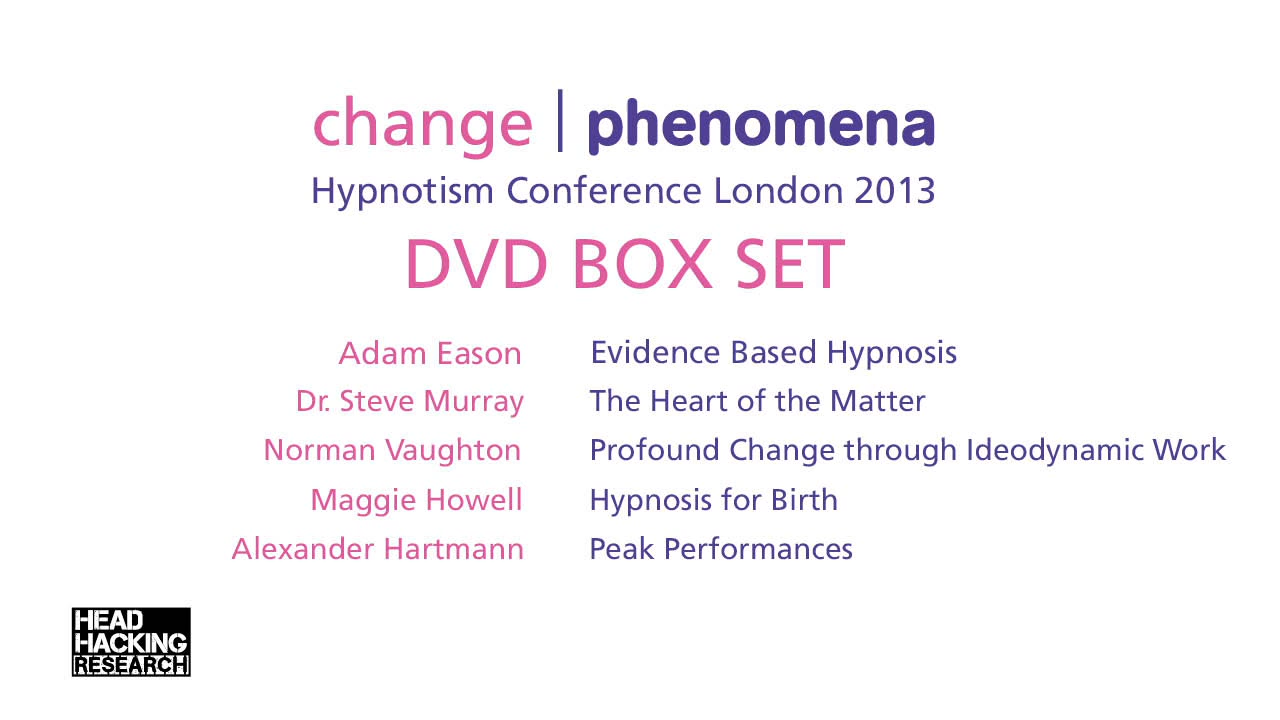 change | phenomena
Hypnotism Conference London 2013
DVD BOX SET
Adam Eason Evidence Based Hypnosis
Dr. Steve Murray The Heart of the Matter
Norman Vaughton Profound Change through Ideodynamic Work
Maggie Howell Hypnosis for Birth
Alexander Hartmann Peak Performances
HEAD
HACKING
RESEARCH